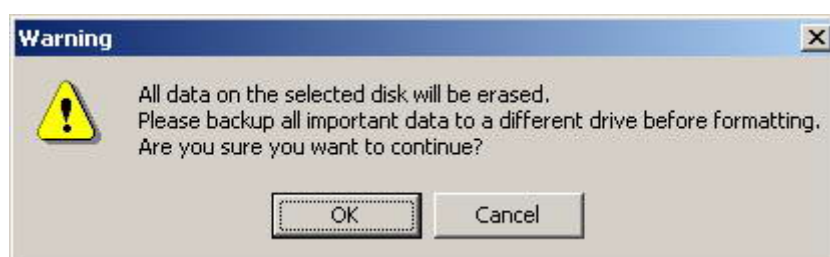 Warning
All data on the selected disk will be erased.
Please backup all important data to a different drive before formatting.
Are you sure you want to continue?
OK Cancel